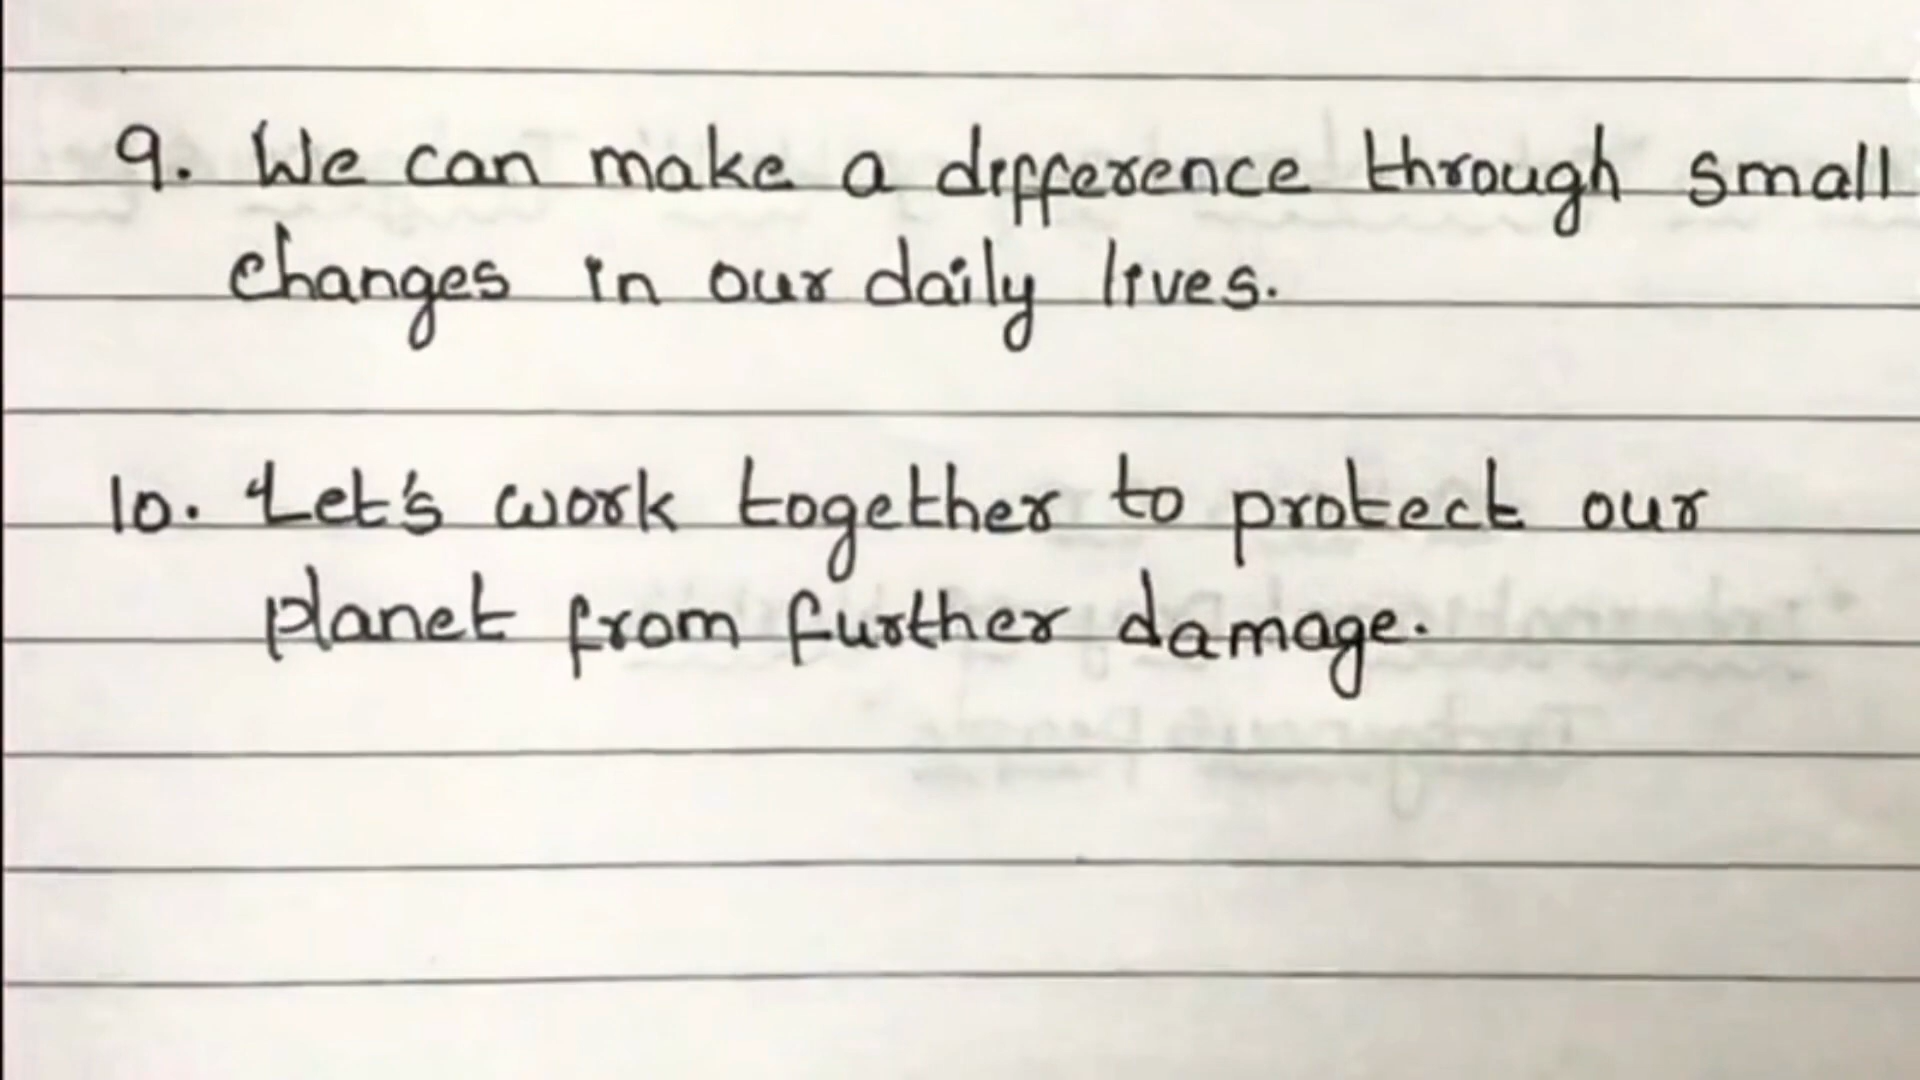 9. We can make a difference through small
changes in our daily lives.
10. Let's work together to protect our
planet from further damage.